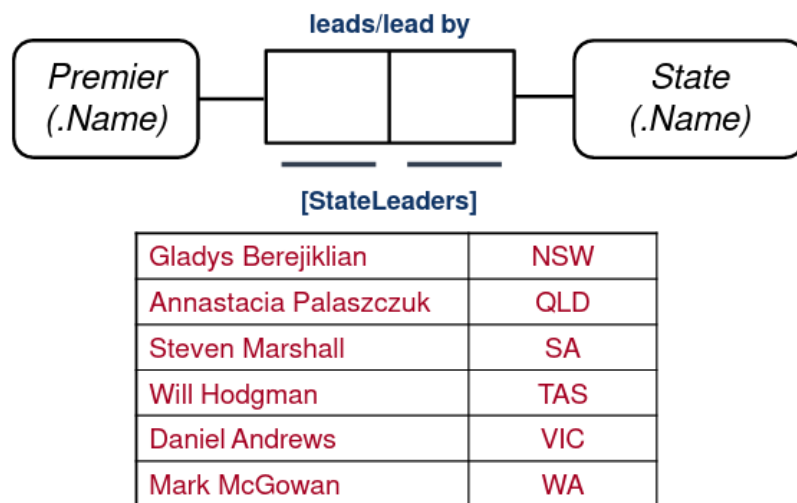 leads/lead by
Premier
(.Name)
State
(.Name)
[StateLeaders]
Gladys Berejiklian NSW
Annastacia Palaszczuk QLD
Steven Marshall SA
Will Hodgman TAS
Daniel Andrews VIC
Mark McGowan WA